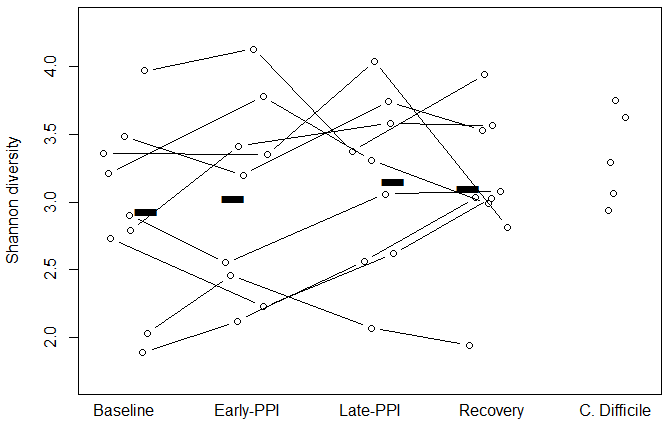 Shannon diversity
4.0
3.5
3.0
2.5
2.0
Baseline Early-PPI Late-PPI Recovery C. Difficile